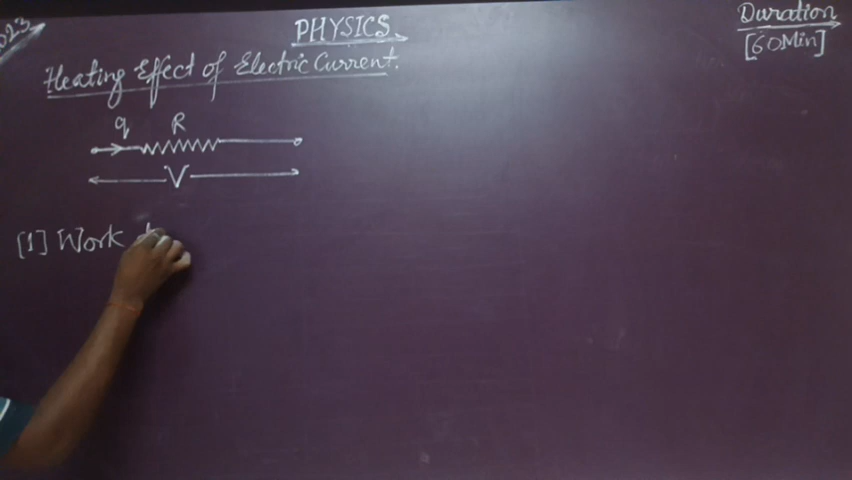 PHYSICS
Duration
[60Min]
Heating Effect of Electric Current.
q R
V
[1] Work